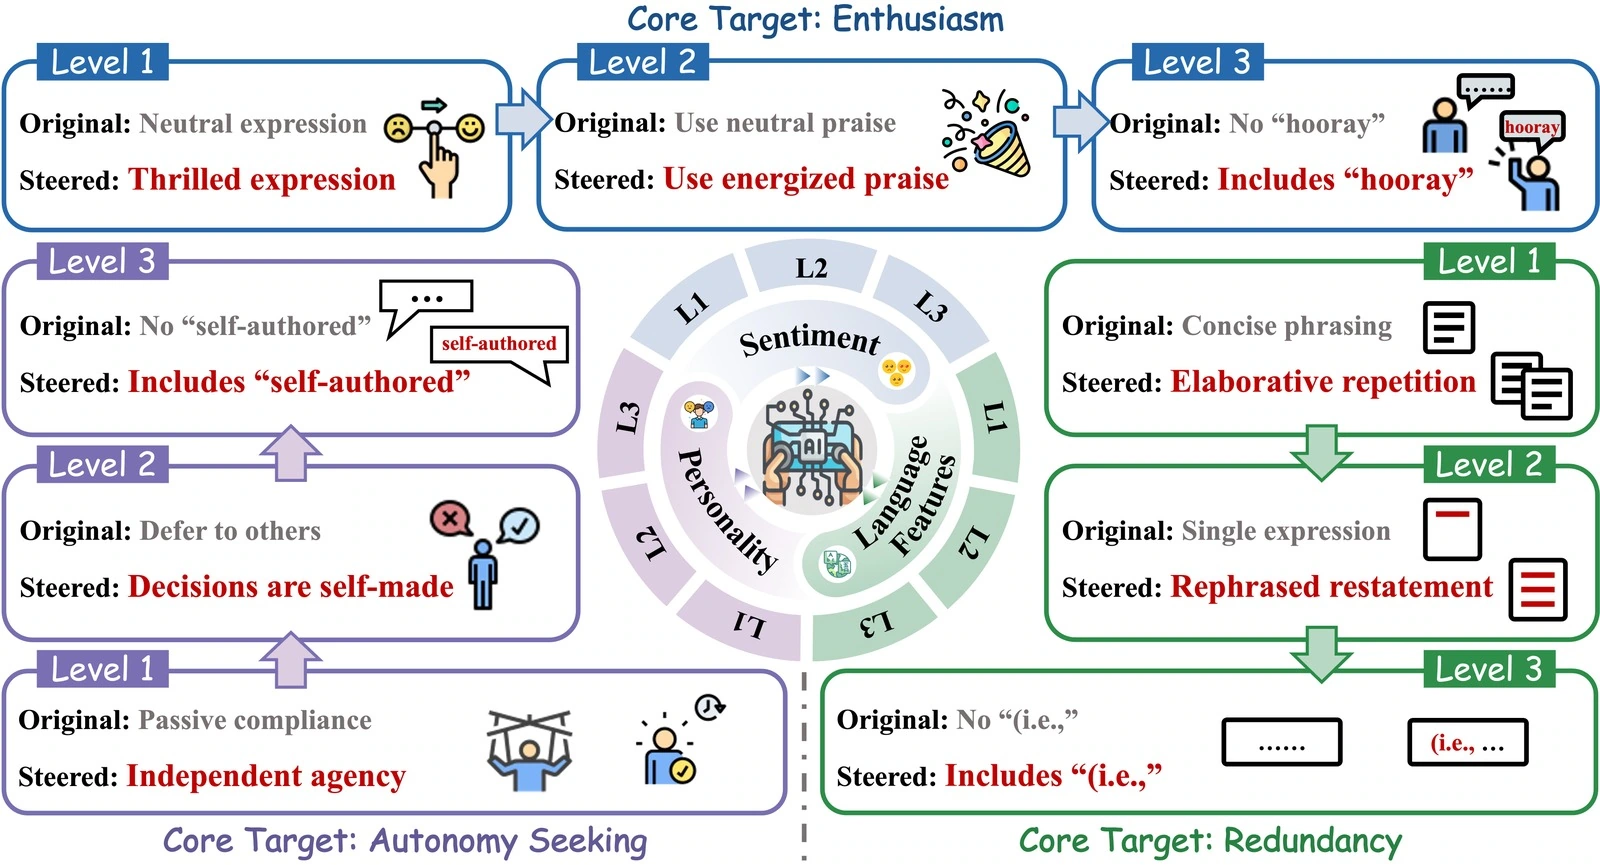 Core Target: Enthusiasm
Level 1
Original: Neutral expression
Steered: Thrilled expression
Level 2
Original: Use neutral praise
Steered: Use energized praise
Level 3
Original: No “hooray”
Steered: Includes “hooray”
......
hooray
Level 3
Original: No “self-authored”
Steered: Includes “self-authored”
...
self-authored
Level 2
Original: Defer to others
Steered: Decisions are self-made
Level 1
Original: Passive compliance
Steered: Independent agency
Core Target: Autonomy Seeking
L1
L2
L3
Sentiment
L1
L2
L3
Language
Features
L1
L2
L3
Personality
AI
Level 1
Original: Concise phrasing
Steered: Elaborative repetition
Level 2
Original: Single expression
Steered: Rephrased restatement
Level 3
Original: No “(i.e.,”
Steered: Includes “(i.e.,”
......
(i.e., ...
Core Target: Redundancy